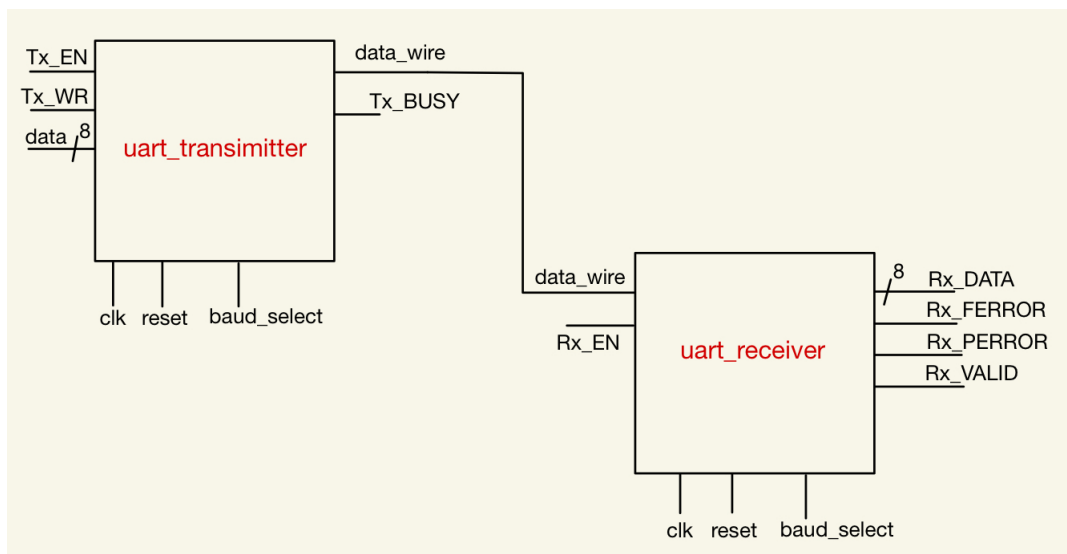 Tx_EN
data_wire
Tx_WR
Tx_BUSY
data
8
uart_transimitter
clk
reset
baud_select
data_wire
8
Rx_DATA
Rx_FERROR
Rx_EN
uart_receiver
Rx_PERROR
Rx_VALID
clk
reset
baud_select